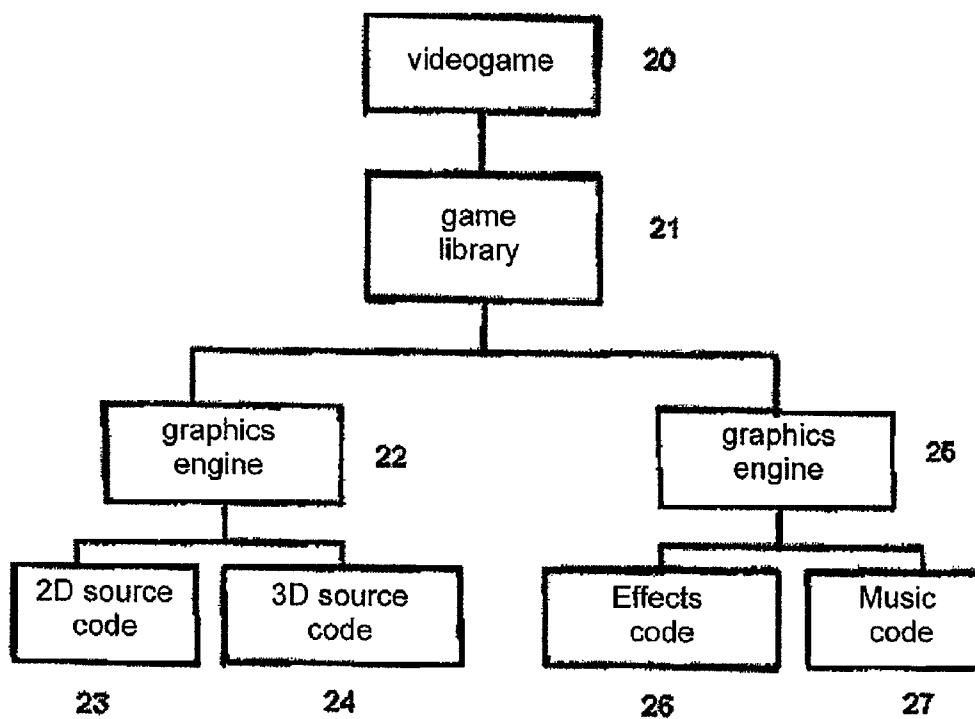 videogame 20
game
library
21
graphics
engine
22
graphics
engine
25
2D source
code
3D source
code
Effects
code
Music
code
23 24 26 27